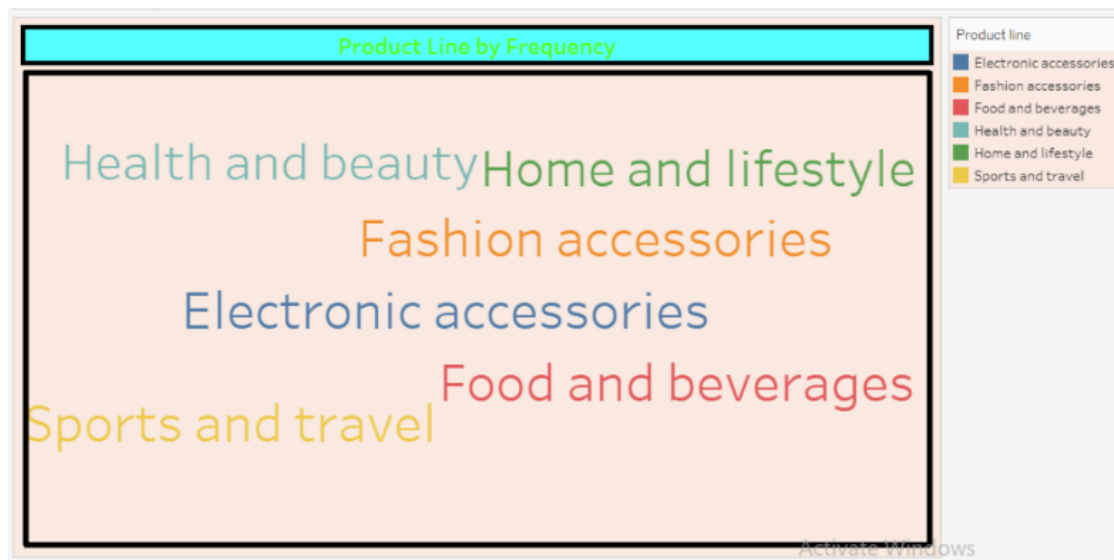 Product Line by Frequency
Health and beauty
Home and lifestyle
Fashion accessories
Electronic accessories
Food and beverages
Sports and travel
Product line
Electronic accessories
Fashion accessories
Food and beverages
Health and beauty
Home and lifestyle
Sports and travel
Activate Windows